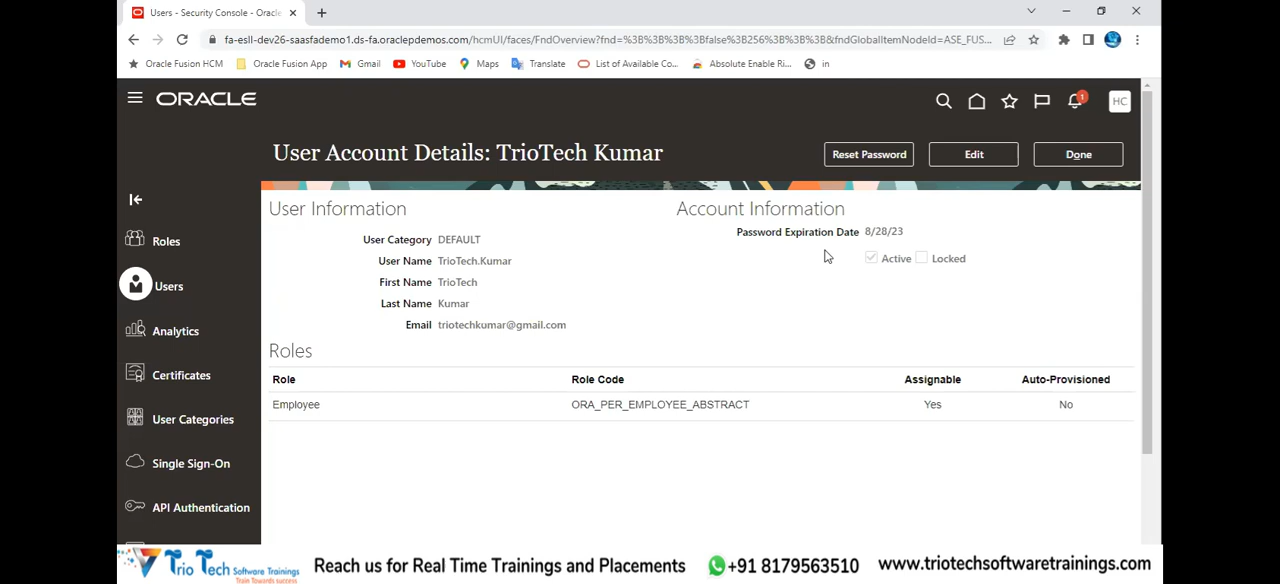 Users - Security Console - Oracle
fa-esll-dev26-saasfademo1.ds-fa.oraclepdemos.com/hcmUI/faces/FndOverview?fnd=%3B%3B%3B%3Bfalse%3B256%3B%3B%3B&fndGlobalItemNodeId=ASE_FUS...
Oracle Fusion HCM Oracle Fusion App Gmail YouTube Maps Translate List of Available Co... Absolute Enable Ri... in
ORACLE
1
HC
User Account Details: TrioTech Kumar
Reset Password Edit Done
Roles
Users
Analytics
Certificates
User Categories
Single Sign-On
API Authentication
User Information
User Category DEFAULT
User Name TrioTech.Kumar
First Name TrioTech
Last Name Kumar
Email triotechkumar@gmail.com
Account Information
Password Expiration Date 8/28/23
Active Locked
Roles
Role Role Code Assignable Auto-Provisioned
Employee ORA_PER_EMPLOYEE_ABSTRACT Yes No
Trio Tech
Software Trainings
Train Towards success
Reach us for Real Time Trainings and Placements
+91 8179563510
www.triotechsoftwaretrainings.com